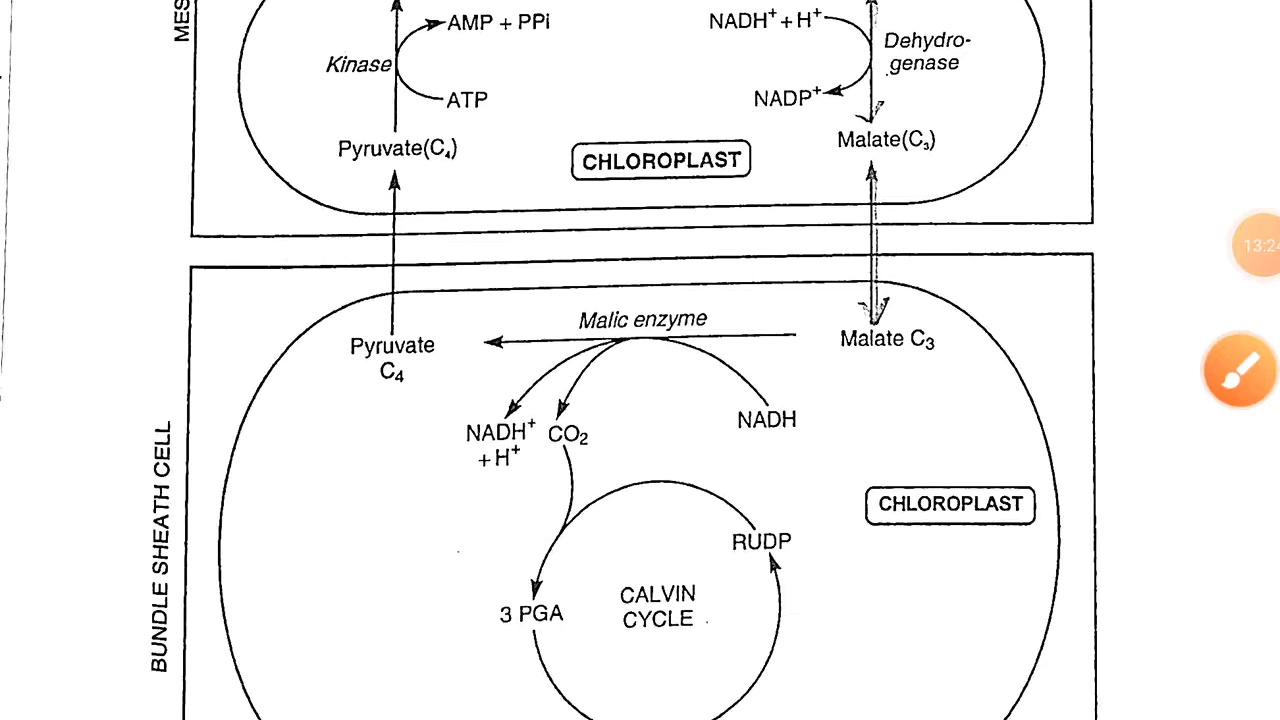 MES
AMP + PPi
NADH⁺ + H⁺
Dehydro-
genase
Kinase
ATP
NADP⁺
Pyruvate(C₄)
CHLOROPLAST
Malate(C₃)
Malic enzyme
Pyruvate
C₄
Malate C₃
NADH⁺
+ H⁺
CO₂
NADH
CHLOROPLAST
RUDP
CALVIN
CYCLE
3 PGA
BUNDLE SHEATH CELL
13:24